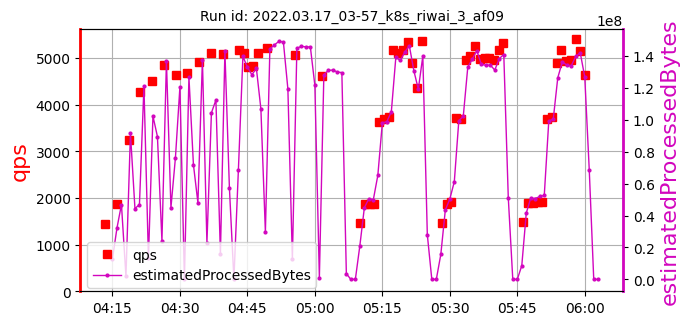 Run id: 2022.03.17_03-57_k8s_riwai_3_af09
1e8
5000
4000
3000
2000
1000
0
qps
1.4
1.2
1.0
0.8
0.6
0.4
0.2
0.0
estimatedProcessedBytes
qps
estimatedProcessedBytes
04:15 04:30 04:45 05:00 05:15 05:30 05:45 06:00